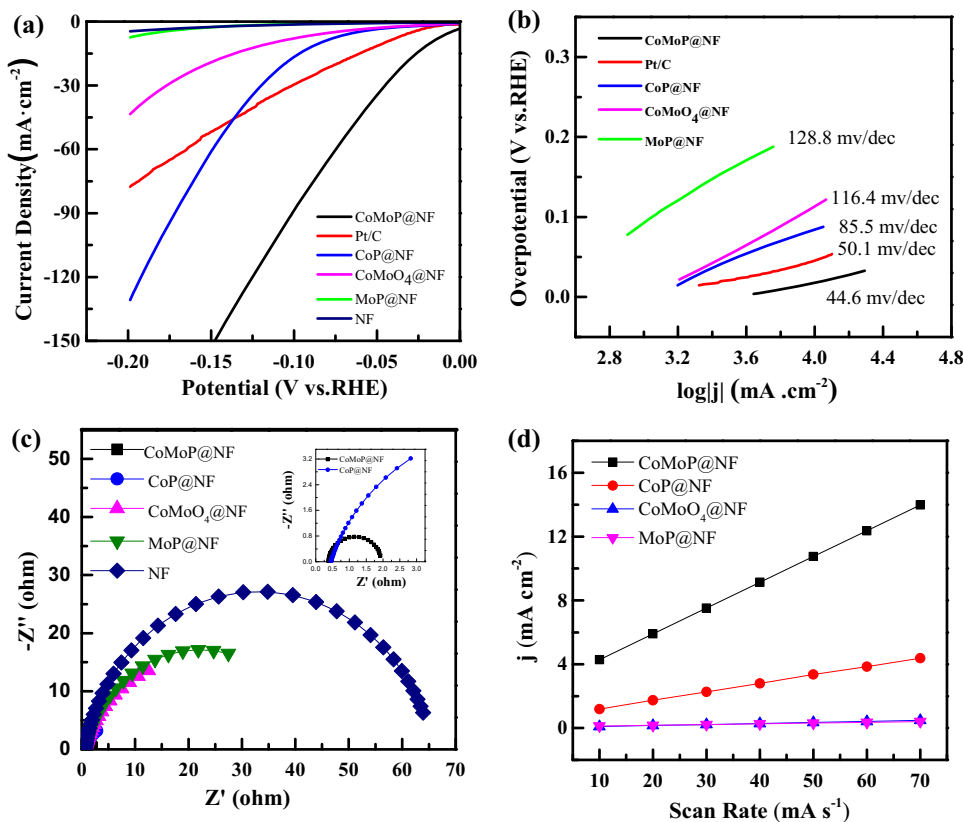 (a)
0
-30
-60
-90
-120
-150
-0.20
-0.15
-0.10
-0.05
0.00
Current Density(mA·cm-2)
Potential (V vs.RHE)
CoMoP@NF
Pt/C
CoP@NF
CoMoO4@NF
MoP@NF
NF
(b)
0.3
0.2
0.1
0.0
2.8
3.2
3.6
4.0
4.4
4.8
Overpotential (V vs.RHE)
log|j| (mA .cm-2)
CoMoP@NF
Pt/C
CoP@NF
CoMoO4@NF
MoP@NF
128.8 mv/dec
116.4 mv/dec
85.5 mv/dec
50.1 mv/dec
44.6 mv/dec
(c)
50
40
30
20
10
0
0
10
20
30
40
50
60
70
-Z'' (ohm)
Z' (ohm)
CoMoP@NF
CoP@NF
CoMoO4@NF
MoP@NF
NF
3.2
2.4
1.6
0.8
0.0
0.0
0.5
1.0
1.5
2.0
2.5
3.0
-Z'' (ohm)
Z' (ohm)
CoMoP@NF
CoP@NF
(d)
16
12
8
4
0
10
20
30
40
50
60
70
j (mA cm-2)
Scan Rate (mA s-1)
CoMoP@NF
CoP@NF
CoMoO4@NF
MoP@NF